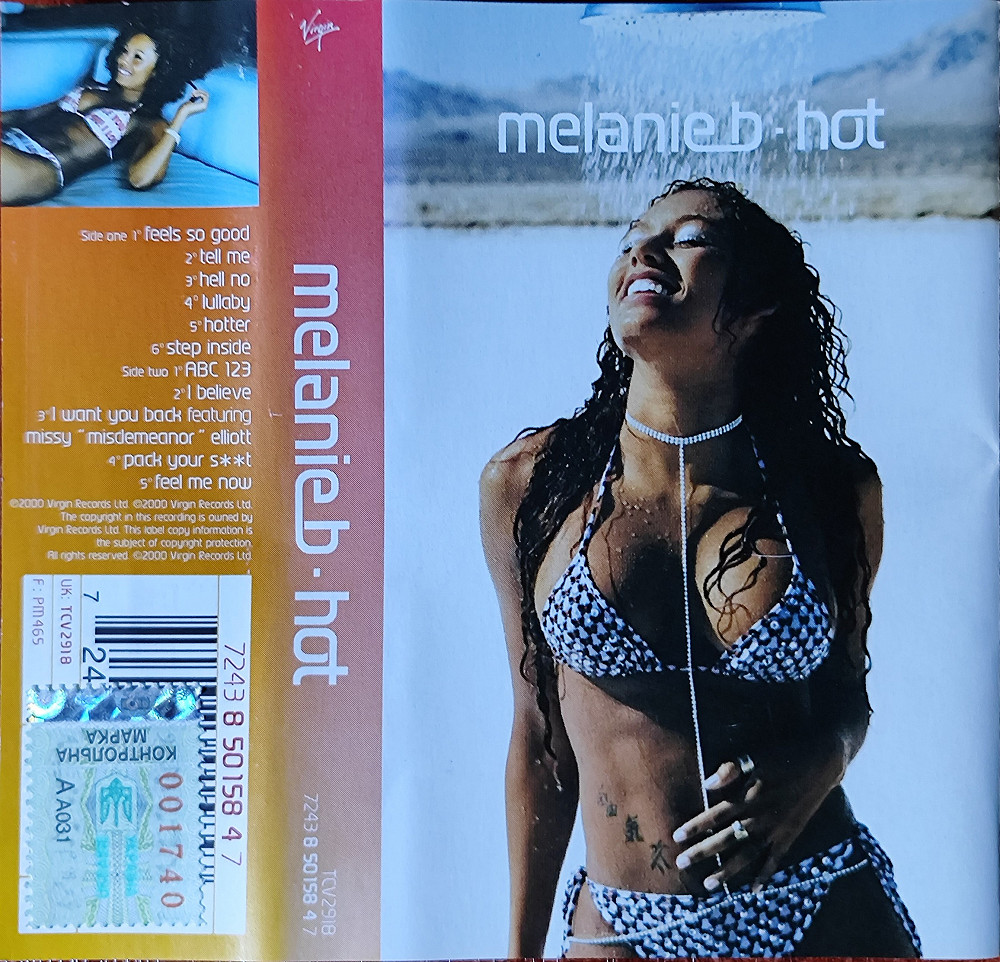 Virgin
melanie b · hot
Side one 1° feels so good
2° tell me
3° hell no
4° lullaby
5° hotter
6° step inside
Side two 1° ABC 123
2° I believe
3° I want you back featuring
missy "misdemeanor" elliott
4° pack your s**t
5° feel me now
℗2000 Virgin Records Ltd. ©2000 Virgin Records Ltd.
The copyright in this recording is owned by
Virgin Records Ltd. This label copy information is
the subject of copyright protection.
All rights reserved. ©2000 Virgin Records Ltd
melanie b · hot
TCV2918
7243 8 50158 4 7
UK: TCV2918
F: PM465
7 24
7243 8 50158 4 7
КОНТРОЛЬНА
МАРКА
А АА031
001740